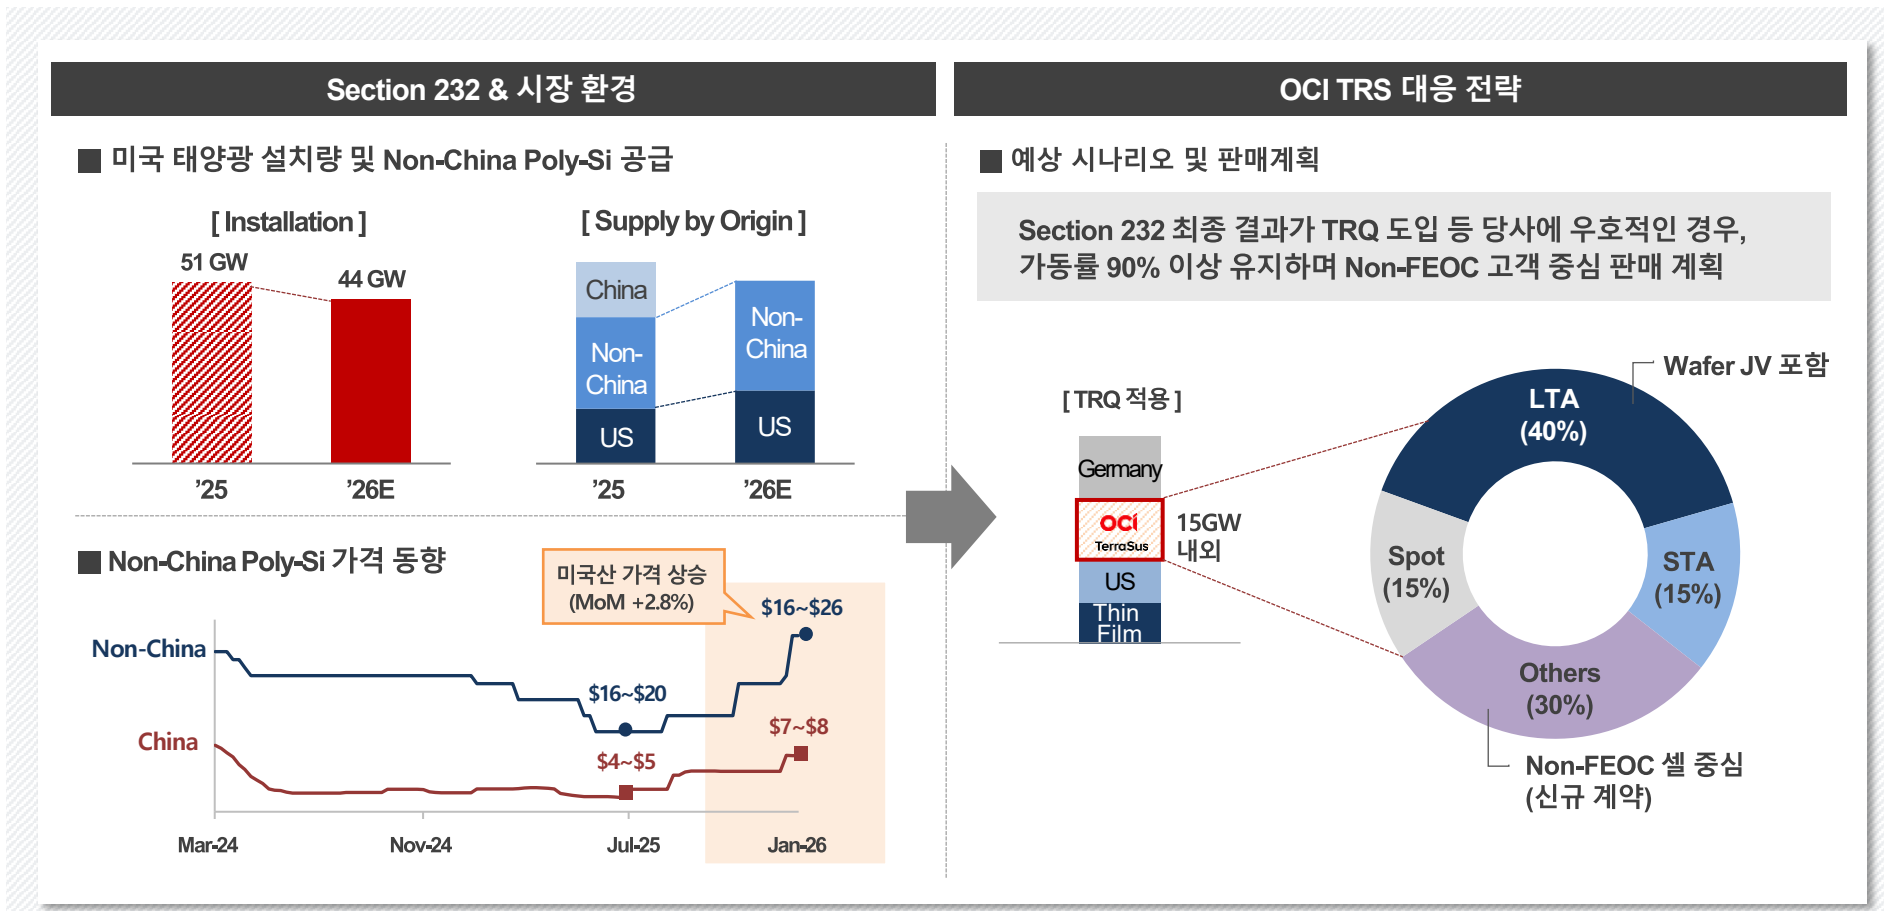 Section 232 & 시장 환경
미국 태양광 설치량 및 Non-China Poly-Si 공급
[ Installation ]
51 GW
44 GW
'25
'26E
[ Supply by Origin ]
China
Non-
China
US
Non-
China
US
'25
'26E
Non-China Poly-Si 가격 동향
미국산 가격 상승
(MoM +2.8%)
$16~$26
Non-China
$16~$20
$7~$8
China
$4~$5
Mar-24
Nov-24
Jul-25
Jan-26
OCI TRS 대응 전략
예상 시나리오 및 판매계획
Section 232 최종 결과가 TRQ 도입 등 당사에 우호적인 경우,
가동률 90% 이상 유지하며 Non-FEOC 고객 중심 판매 계획
[ TRQ 적용 ]
Germany
oci
TerraSus
15GW
내외
US
Thin
Film
Wafer JV 포함
LTA
(40%)
Spot
(15%)
STA
(15%)
Others
(30%)
Non-FEOC 셀 중심
(신규 계약)